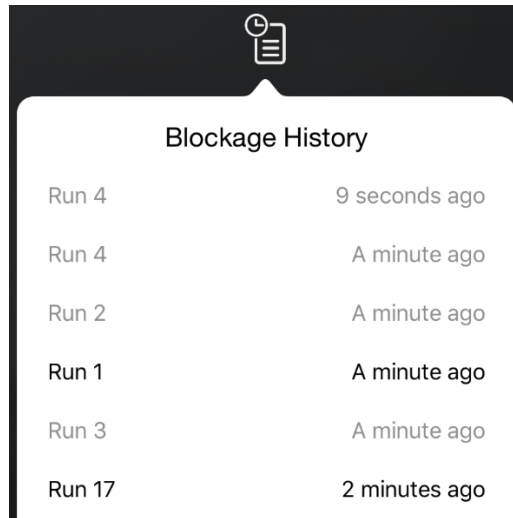 Blockage History
Run 4 9 seconds ago
Run 4 A minute ago
Run 2 A minute ago
Run 1 A minute ago
Run 3 A minute ago
Run 17 2 minutes ago